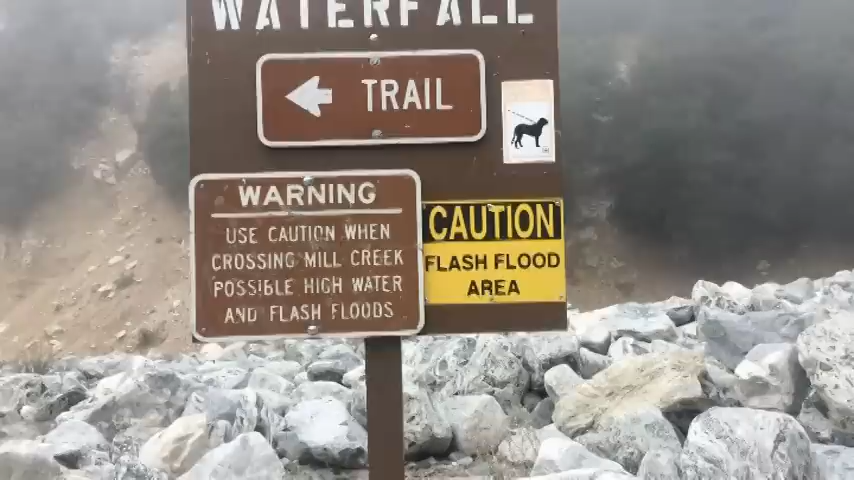 WATERFALL
TRAIL
WARNING
USE CAUTION WHEN
CROSSING MILL CREEK
POSSIBLE HIGH WATER
AND FLASH FLOODS
CAUTION
FLASH FLOOD
AREA